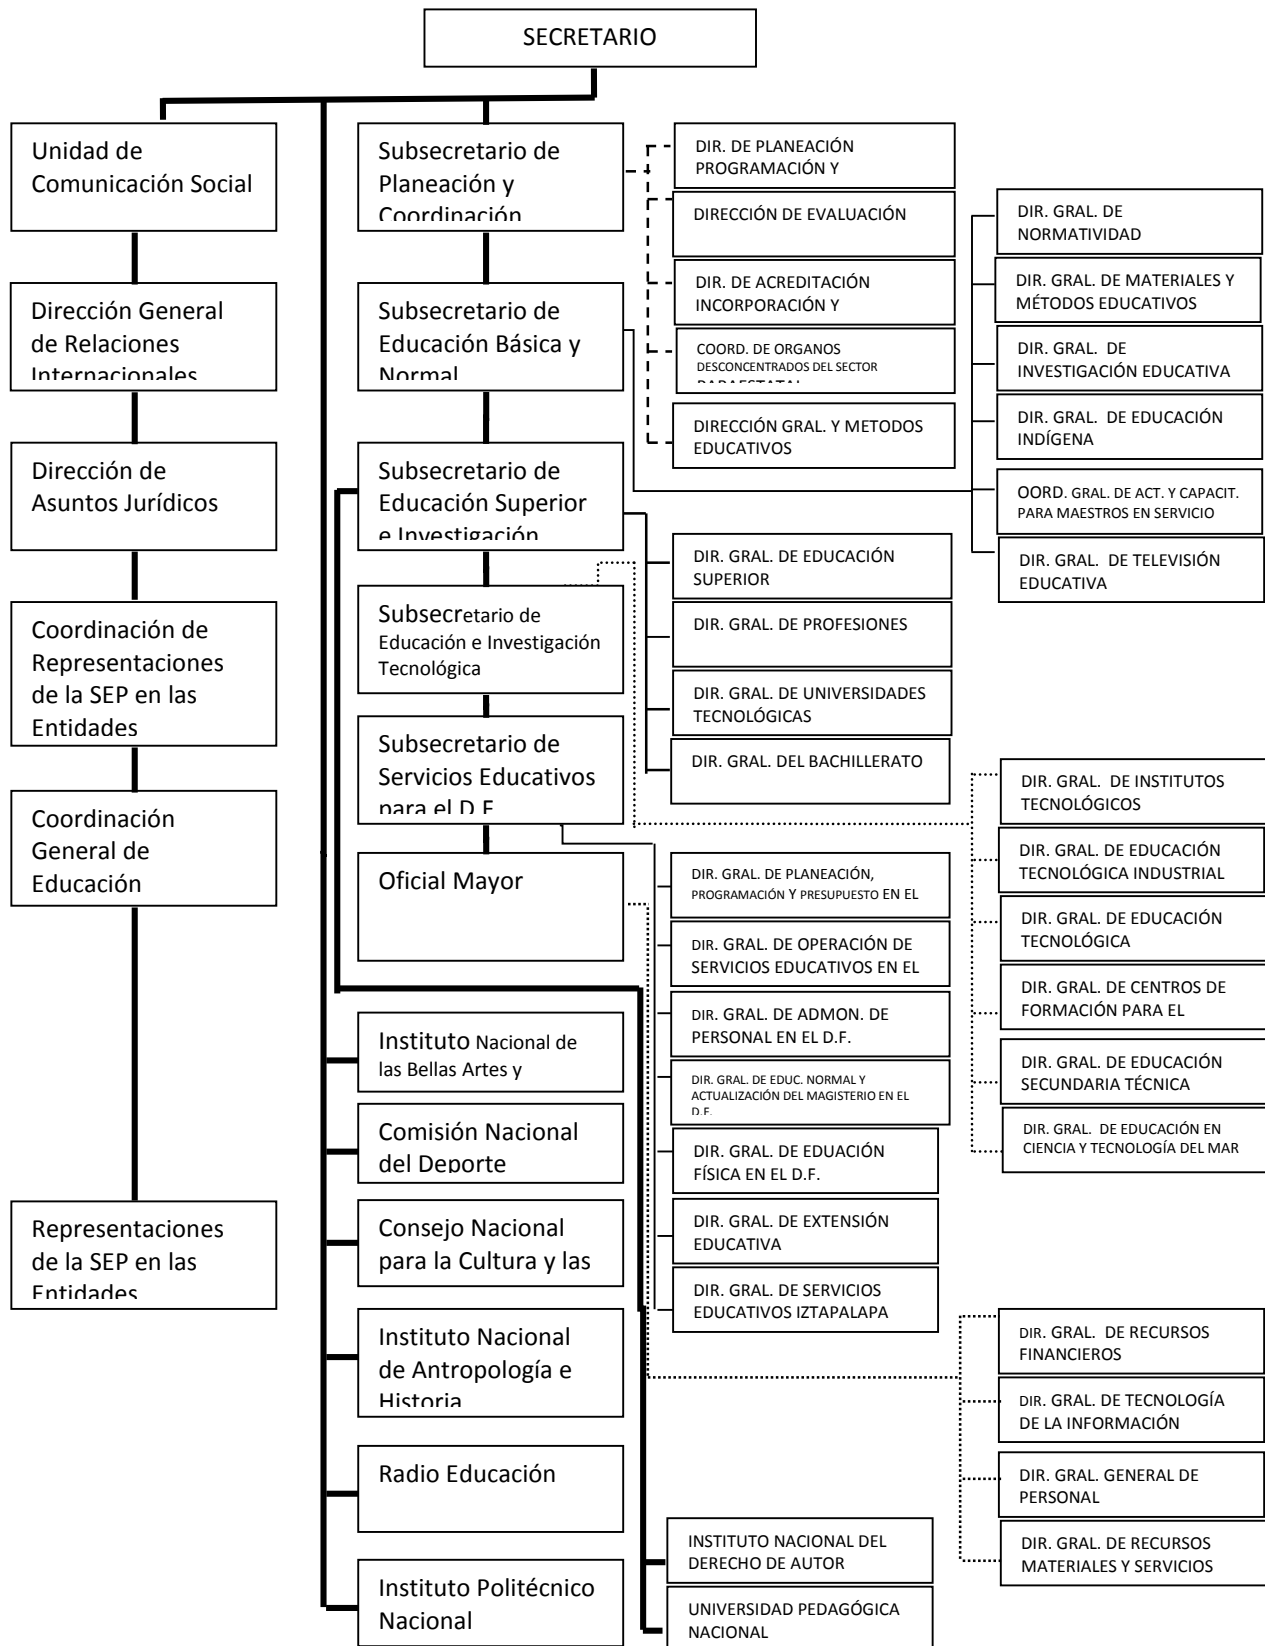 SECRETARIO
Unidad de
Comunicación Social
Dirección General
de Relaciones
Internacionales
Dirección de
Asuntos Jurídicos
Coordinación de
Representaciones
de la SEP en las
Entidades
Coordinación
General de
Educación
Representaciones
de la SEP en las
Entidades
Subsecretario de
Planeación y
Coordinación
Subsecretario de
Educación Básica y
Normal
Subsecretario de
Educación Superior
e Investigación
Subsecretario de
Educación e Investigación
Tecnológica
Subsecretario de
Servicios Educativos
para el D.F.
Oficial Mayor
Instituto Nacional de
las Bellas Artes y
Comisión Nacional
del Deporte
Consejo Nacional
para la Cultura y las
Instituto Nacional
de Antropología e
Historia
Radio Educación
Instituto Politécnico
Nacional
DIR. DE PLANEACIÓN
PROGRAMACIÓN Y
DIRECCIÓN DE EVALUACIÓN
DIR. DE ACREDITACIÓN
INCORPORACIÓN Y
COORD. DE ORGANOS
DESCONCENTRADOS DEL SECTOR
PARAESTATAL
DIRECCIÓN GRAL. Y METODOS
EDUCATIVOS
DIR. GRAL. DE EDUCACIÓN
SUPERIOR
DIR. GRAL. DE PROFESIONES
DIR. GRAL. DE UNIVERSIDADES
TECNOLÓGICAS
DIR. GRAL. DEL BACHILLERATO
DIR. GRAL. DE PLANEACIÓN,
PROGRAMACIÓN Y PRESUPUESTO EN EL
DIR. GRAL. DE OPERACIÓN DE
SERVICIOS EDUCATIVOS EN EL
DIR. GRAL. DE ADMON. DE
PERSONAL EN EL D.F.
DIR. GRAL. DE EDUC. NORMAL Y
ACTUALIZACIÓN DEL MAGISTERIO EN EL
D.F.
DIR. GRAL. DE EDUACIÓN
FÍSICA EN EL D.F.
DIR. GRAL. DE EXTENSIÓN
EDUCATIVA
DIR. GRAL. DE SERVICIOS
EDUCATIVOS IZTAPALAPA
INSTITUTO NACIONAL DEL
DERECHO DE AUTOR
UNIVERSIDAD PEDAGÓGICA
NACIONAL
DIR. GRAL. DE
NORMATIVIDAD
DIR. GRAL. DE MATERIALES Y
MÉTODOS EDUCATIVOS
DIR. GRAL. DE
INVESTIGACIÓN EDUCATIVA
DIR. GRAL. DE EDUCACIÓN
INDÍGENA
OORD. GRAL. DE ACT. Y CAPACIT.
PARA MAESTROS EN SERVICIO
DIR. GRAL. DE TELEVISIÓN
EDUCATIVA
DIR. GRAL. DE INSTITUTOS
TECNOLÓGICOS
DIR. GRAL. DE EDUCACIÓN
TECNOLÓGICA INDUSTRIAL
DIR. GRAL. DE EDUCACIÓN
TECNOLÓGICA
DIR. GRAL. DE CENTROS DE
FORMACIÓN PARA EL
DIR. GRAL. DE EDUCACIÓN
SECUNDARIA TÉCNICA
DIR. GRAL. DE EDUCACIÓN EN
CIENCIA Y TECNOLOGÍA DEL MAR
DIR. GRAL. DE RECURSOS
FINANCIEROS
DIR. GRAL. DE TECNOLOGÍA
DE LA INFORMACIÓN
DIR. GRAL. GENERAL DE
PERSONAL
DIR. GRAL. DE RECURSOS
MATERIALES Y SERVICIOS